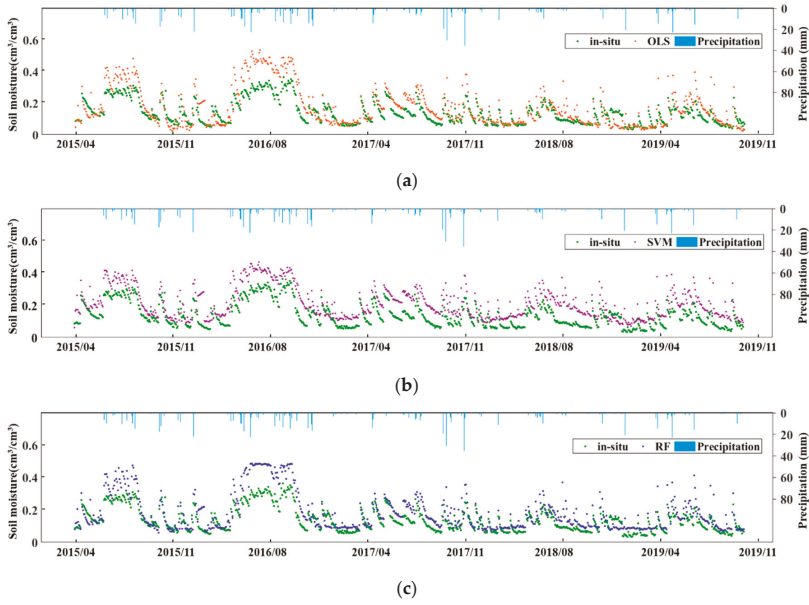 0.6
0.4
0.2
0
Soil moisture(cm³/cm³)
in-situ OLS Precipitation
0
20
40
60
80
Precipition (nm)
2015/04 2015/11 2016/08 2017/04 2017/11 2018/08 2019/04 2019/11
(a)
0.6
0.4
0.2
0
Soil moisture(cm³/cm³)
in-situ SVM Precipitation
0
20
40
60
80
Precipitation (nm)
2015/04 2015/11 2016/08 2017/04 2017/11 2018/08 2019/04 2019/11
(b)
0.6
0.4
0.2
0
Soil moisture(cm³/cm³)
in-situ RF Precipitation
0
20
40
60
80
Precipitation (mm)
2015/04 2015/11 2016/08 2017/04 2017/11 2018/08 2019/04 2019/11
(c)